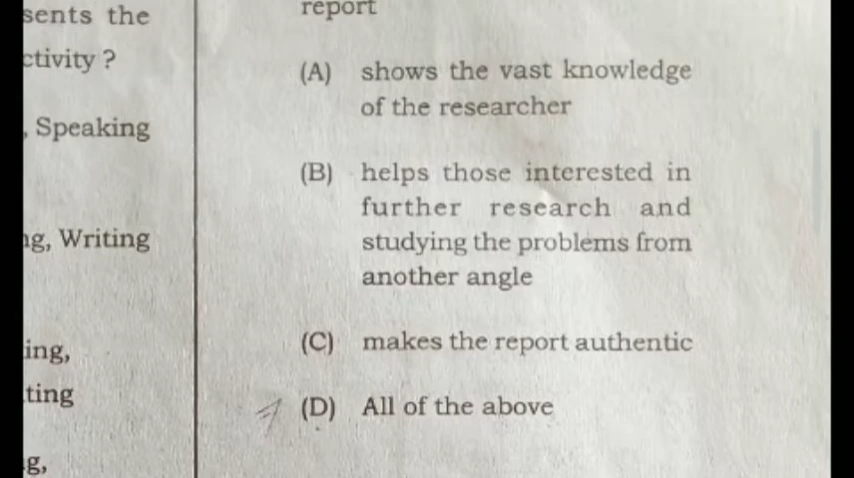 sents the
ctivity ?
, Speaking
g, Writing
ing,
ting
g,
report
(A) shows the vast knowledge
of the researcher
(B) helps those interested in
further research and
studying the problems from
another angle
(C) makes the report authentic
(D) All of the above